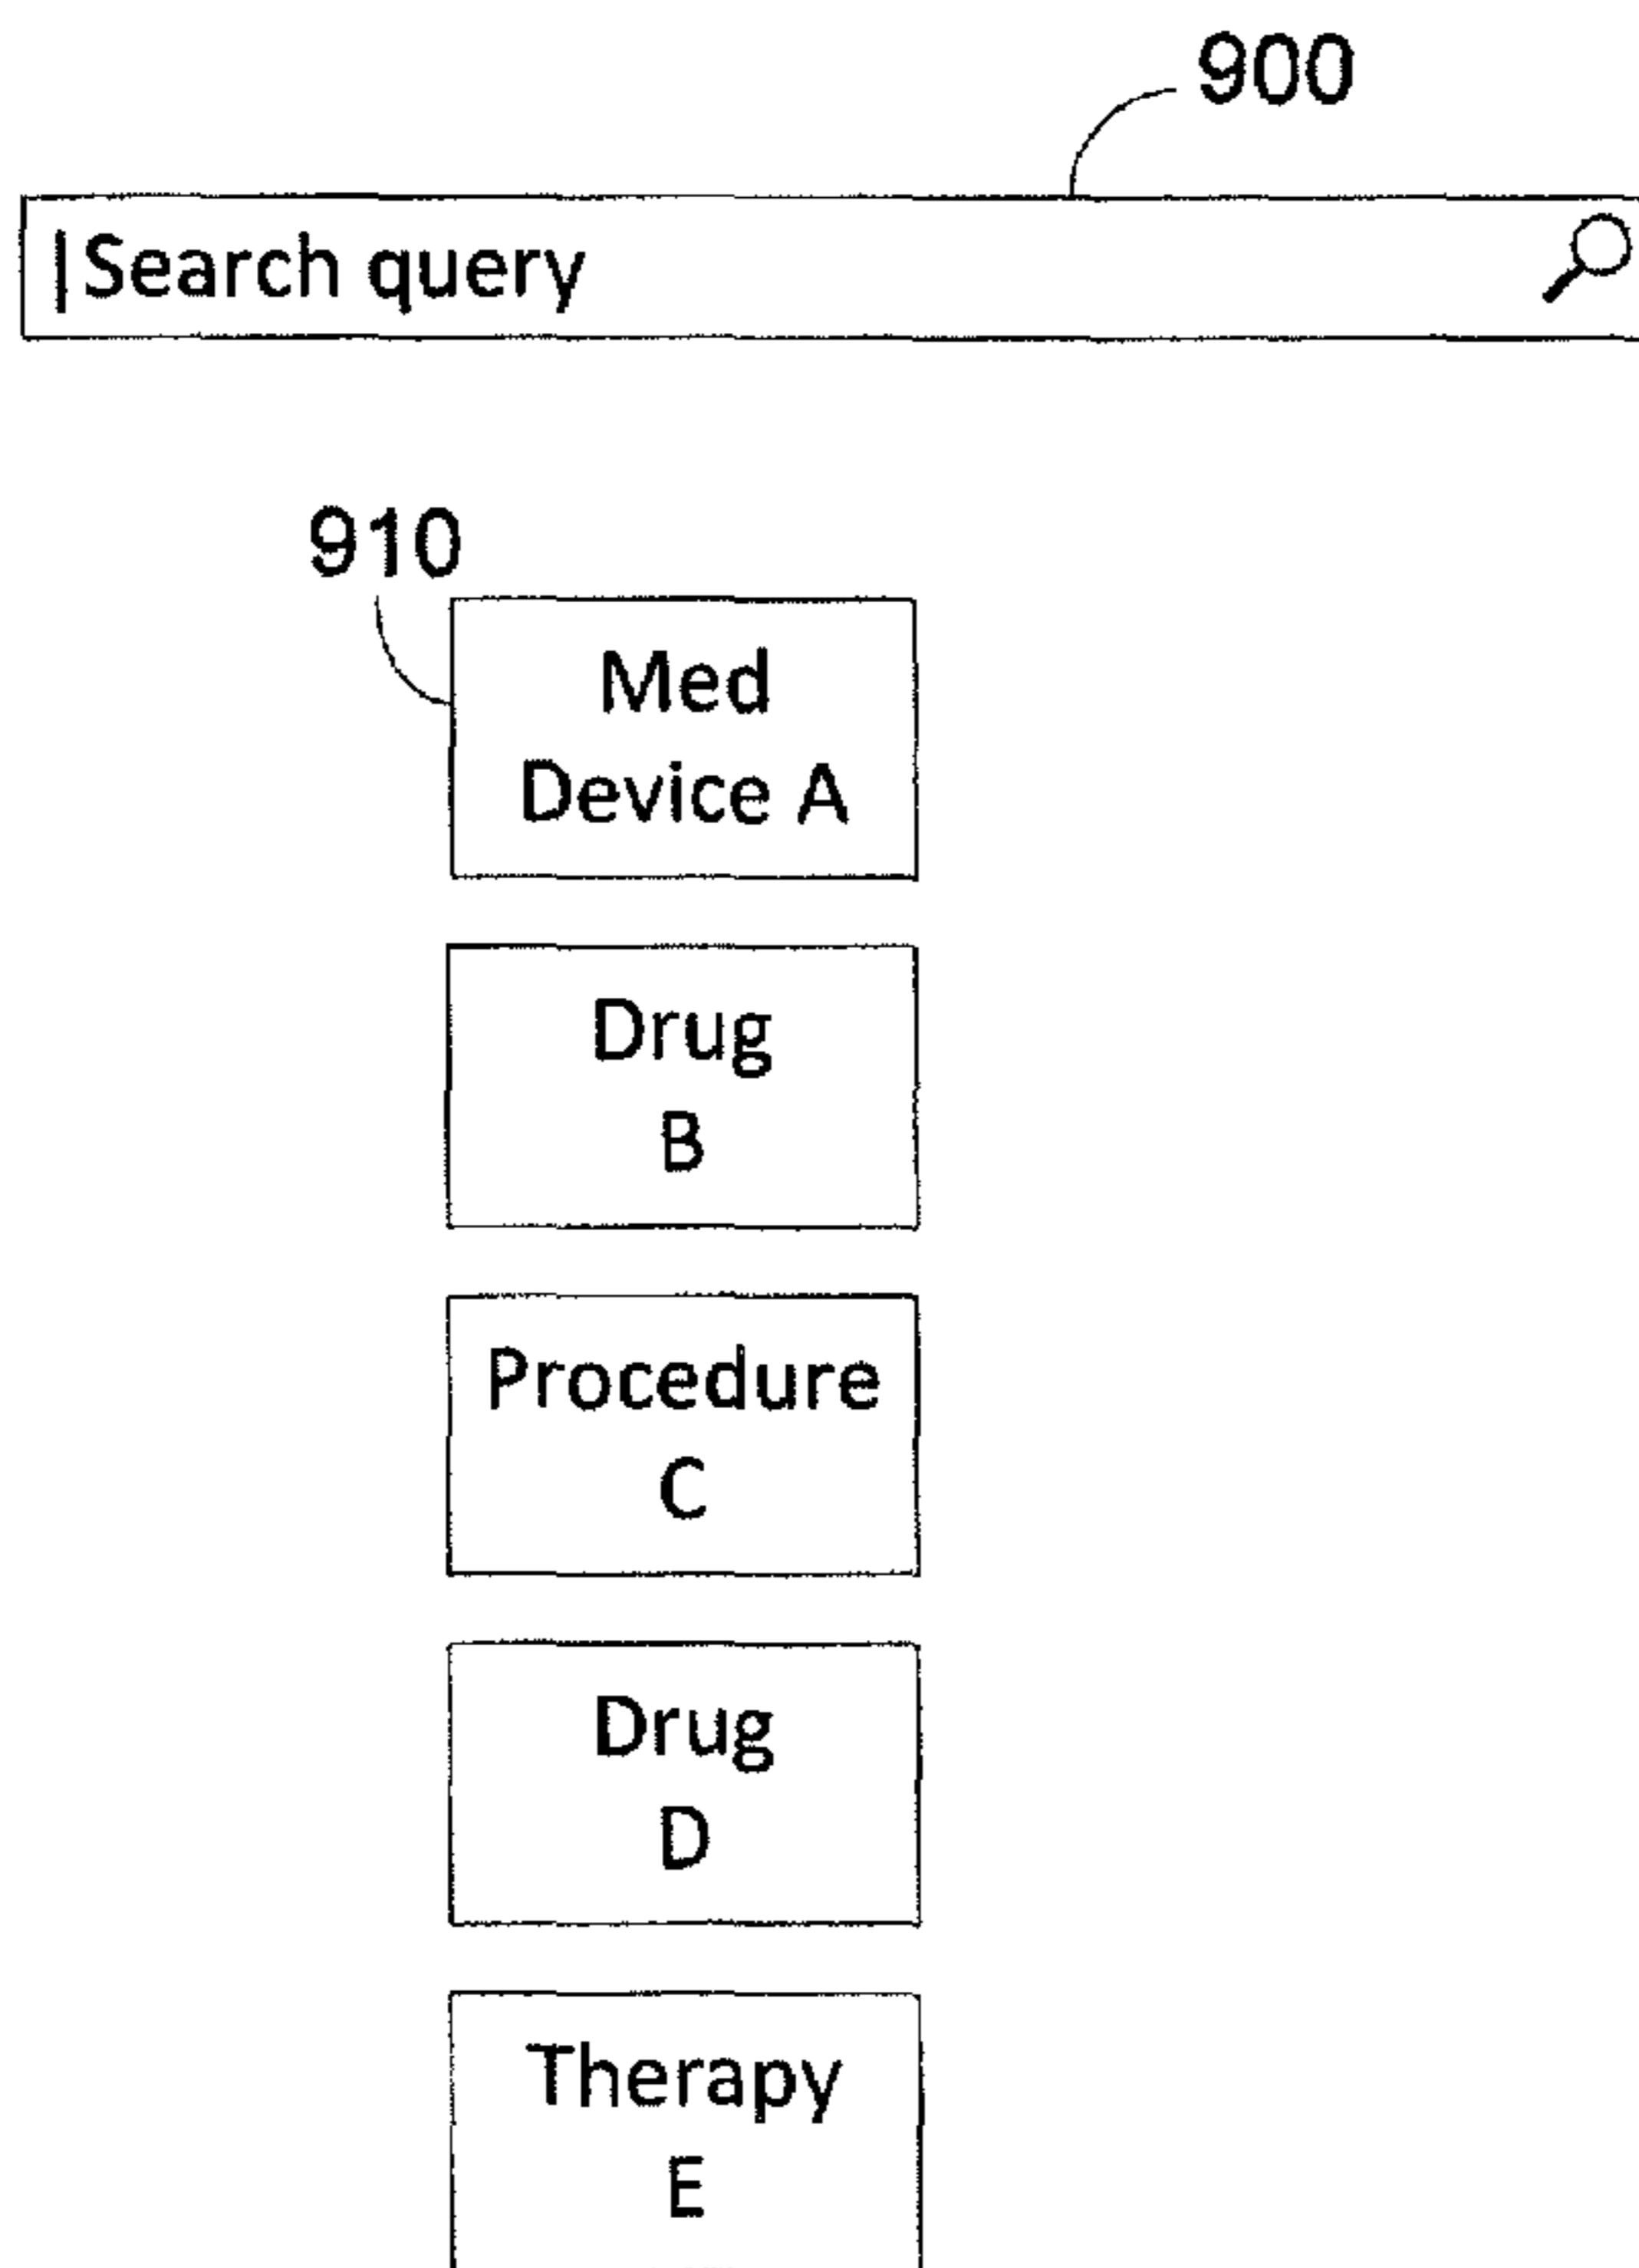 900
Search query
910
Med
Device A
Drug
B
Procedure
C
Drug
D
Therapy
E